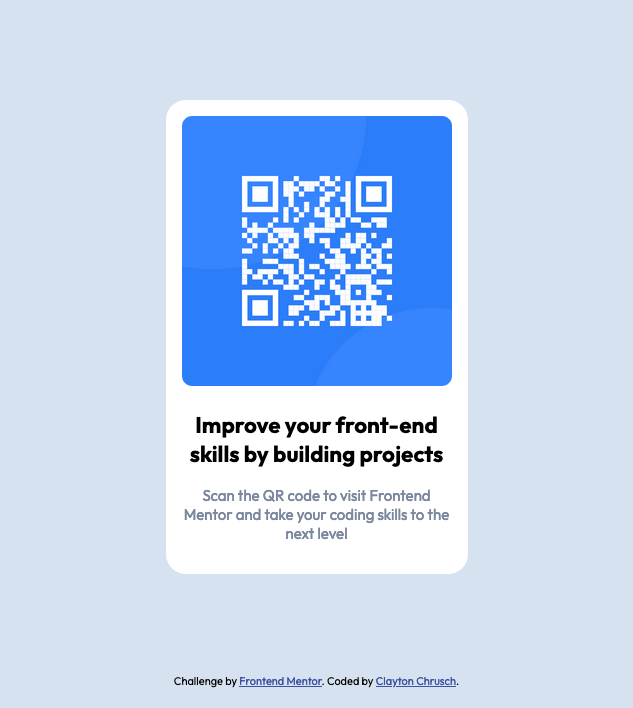 Improve your front-end
skills by building projects
Scan the QR code to visit Frontend
Mentor and take your coding skills to the
next level
Challenge by Frontend Mentor. Coded by Clayton Chrusch.